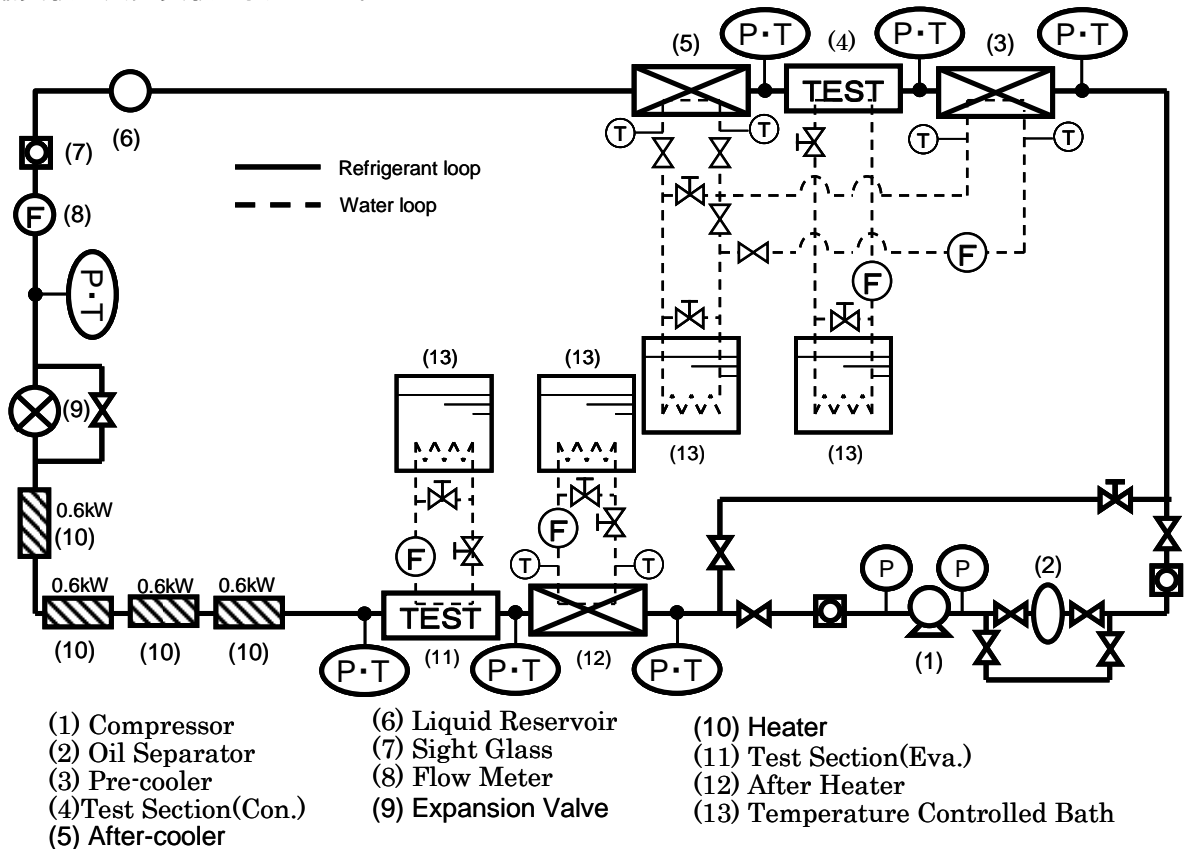 (5)
P·T
(4)
P·T
(3)
P·T
TEST
(6)
T
T
T
T
(7)
Refrigerant loop
F
(8)
Water loop
P·T
F
F
(13)
(13)
(9)
(13)
(13)
0.6kW
(10)
F
F
P
P
(2)
T
T
0.6kW
0.6kW
0.6kW
TEST
(10)
(10)
(10)
P·T
(11)
P·T
(12)
P·T
(1)
(1) Compressor
(2) Oil Separator
(3) Pre-cooler
(4)Test Section(Con.)
(5) After-cooler
(6) Liquid Reservoir
(7) Sight Glass
(8) Flow Meter
(9) Expansion Valve
(10) Heater
(11) Test Section(Eva.)
(12) After Heater
(13) Temperature Controlled Bath